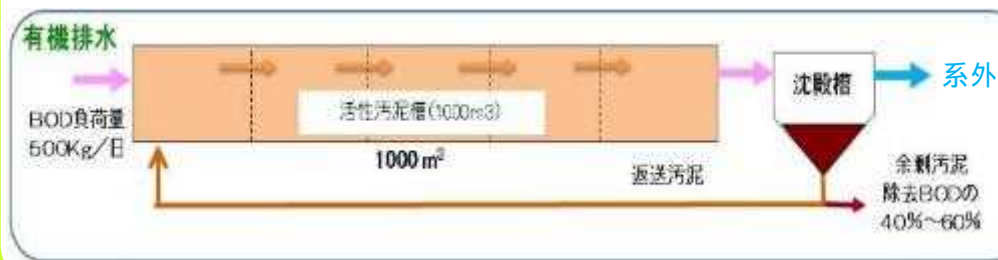 有機排水
BOD負荷量
500Kg/日
活性汚泥槽(1000m3)
1000m³
返送汚泥
沈殿槽
系外
余剰汚泥
除去BODの
40%~60%